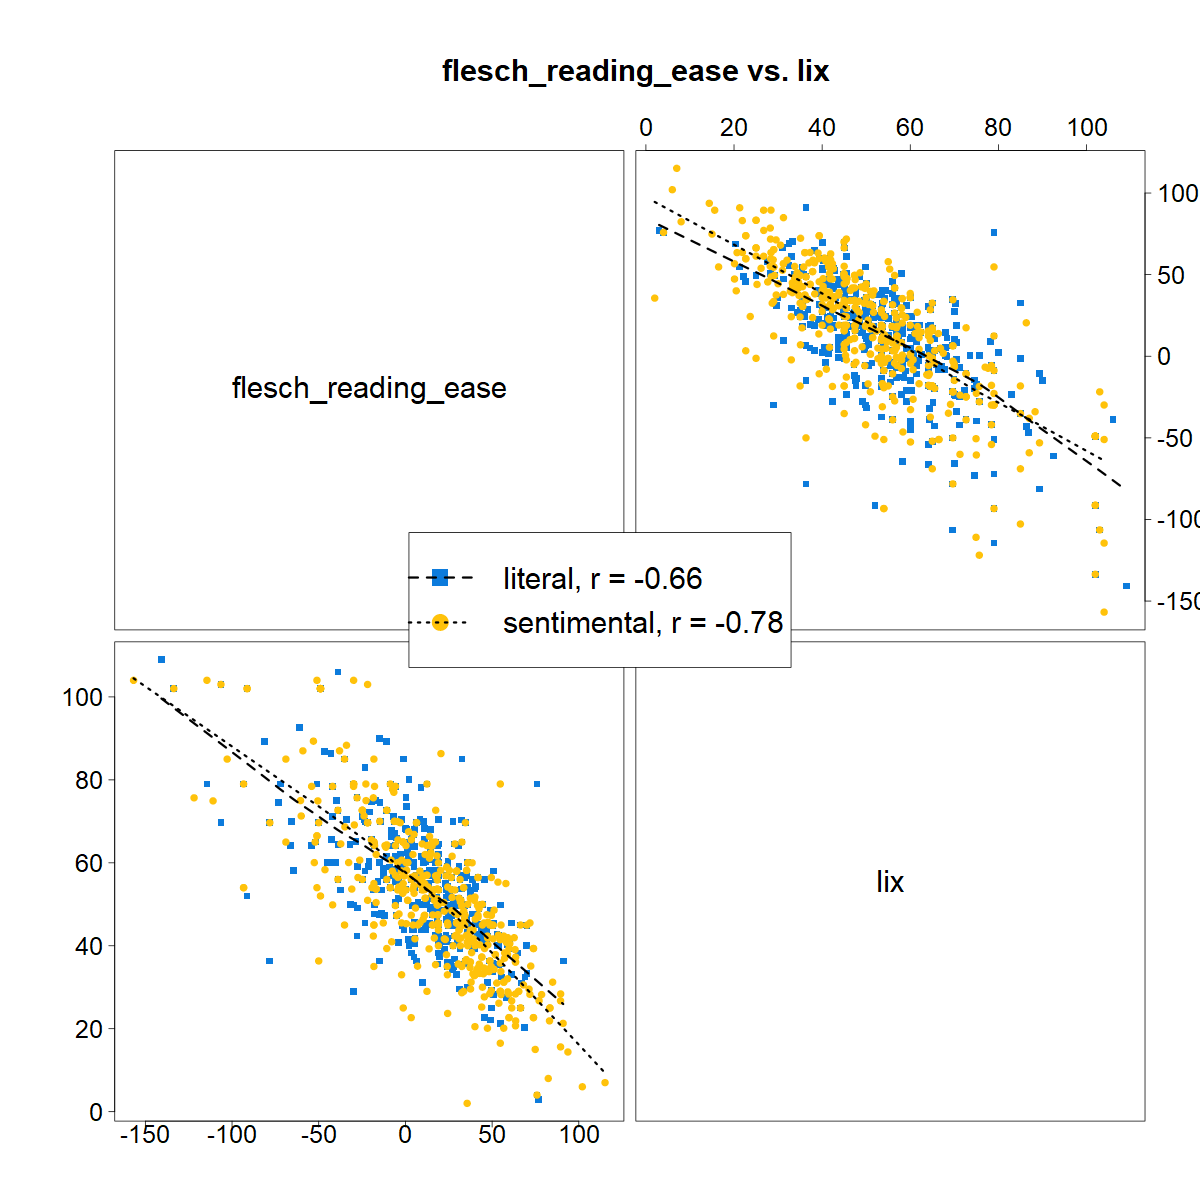 flesch_reading_ease vs. lix
0 20 40 60 80 100
100
50
0
-50
-100
-150
flesch_reading_ease
literal, r = -0.66
sentimental, r = -0.78
100
80
60
40
20
0
lix
-150 -100 -50 0 50 100